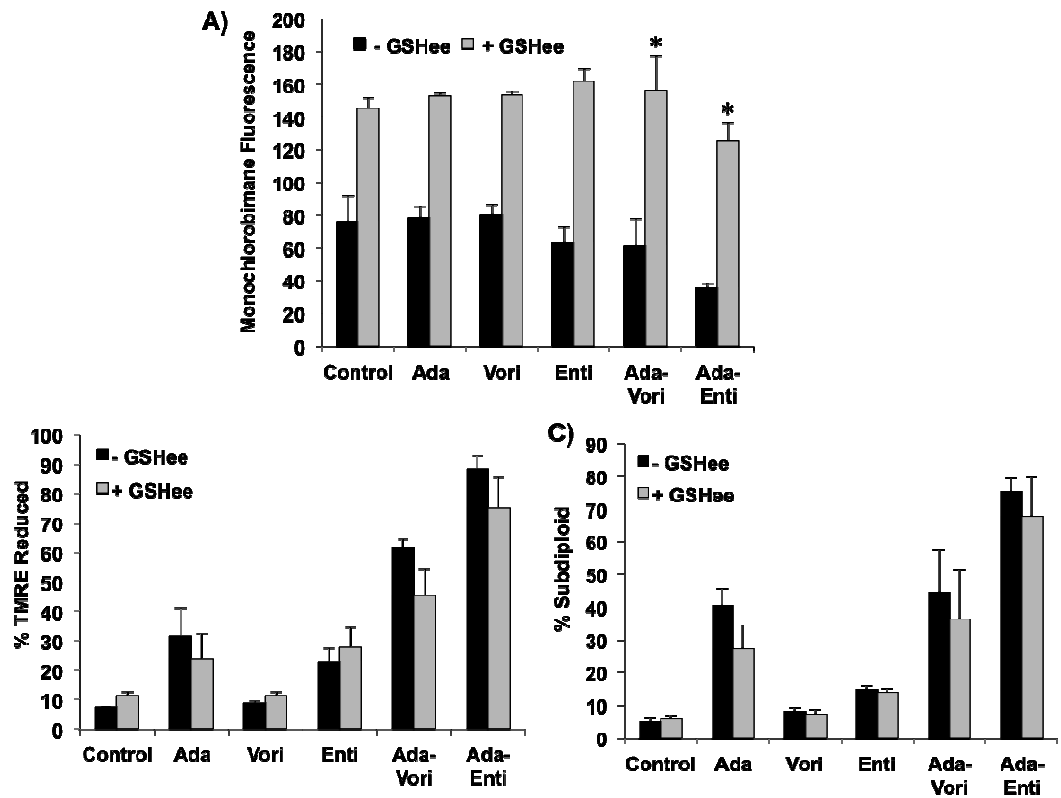 A)
Monochlorobimane Fluorescence
200
180
160
140
120
100
80
60
40
20
0
- GSHee + GSHee
*
*
Control Ada Vori Enti Ada-Vori Ada-Enti
% TMRE Reduced
100
90
80
70
60
50
40
30
20
10
0
- GSHee
+ GSHee
Control Ada Vori Enti Ada-Vori Ada-Enti
C)
% Subdiploid
90
80
70
60
50
40
30
20
10
0
- GSHee
+ GSHee
Control Ada Vori Enti Ada-Vori Ada-Enti